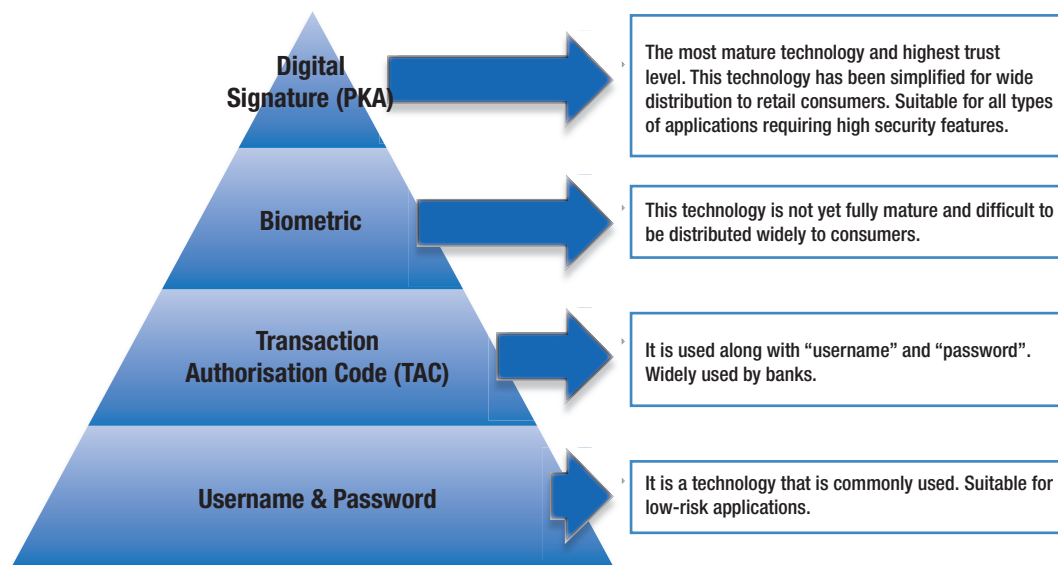 Digital
Signature (PKA)
The most mature technology and highest trust
level. This technology has been simplified for wide
distribution to retail consumers. Suitable for all types
of applications requiring high security features.
Biometric
This technology is not yet fully mature and difficult to
be distributed widely to consumers.
Transaction
Authorisation Code (TAC)
It is used along with “username” and “password”.
Widely used by banks.
Username & Password
It is a technology that is commonly used. Suitable for
low-risk applications.